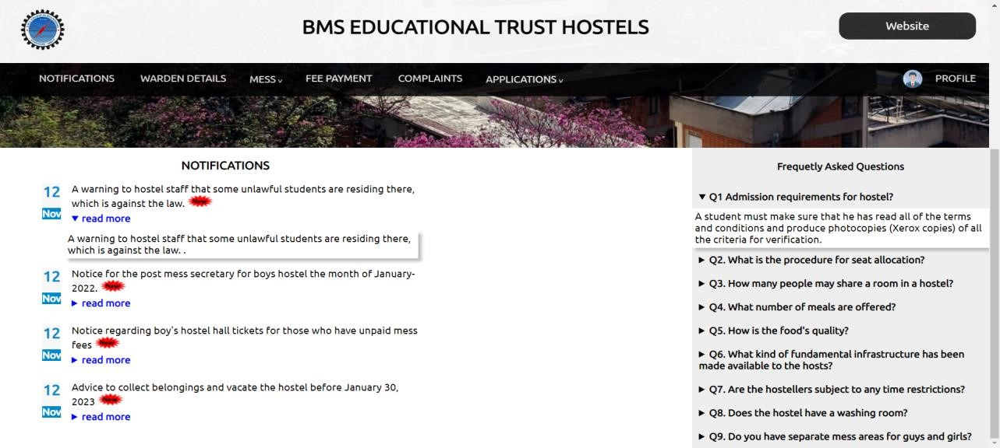 BMS EDUCATIONAL TRUST HOSTELS
Website
NOTIFICATIONS WARDEN DETAILS MESS v FEE PAYMENT COMPLAINTS APPLICATIONS v PROFILE
NOTIFICATIONS
12
Nov
A warning to hostel staff that some unlawful students are residing there,
which is against the law. New
▼ read more
A warning to hostel staff that some unlawful students are residing there,
which is against the law. .
12
Nov
Notice for the post mess secretary for boys hostel the month of January-
2022. New
► read more
12
Nov
Notice regarding boy's hostel hall tickets for those who have unpaid mess
fees New
► read more
12
Nov
Advice to collect belongings and vacate the hostel before January 30,
2023 New
► read more
Frequetly Asked Questions
▼ Q1 Admission requirements for hostel?
A student must make sure that he has read all of the terms
and conditions and produce photocopies (Xerox copies) of all
the criteria for verification.
► Q2. What is the procedure for seat allocation?
► Q3. How many people may share a room in a hostel?
► Q4. What number of meals are offered?
► Q5. How is the food's quality?
► Q6. What kind of fundamental infrastructure has been
made available to the hosts?
► Q7. Are the hostellers subject to any time restrictions?
► Q8. Does the hostel have a washing room?
► Q9. Do you have separate mess areas for guys and girls?